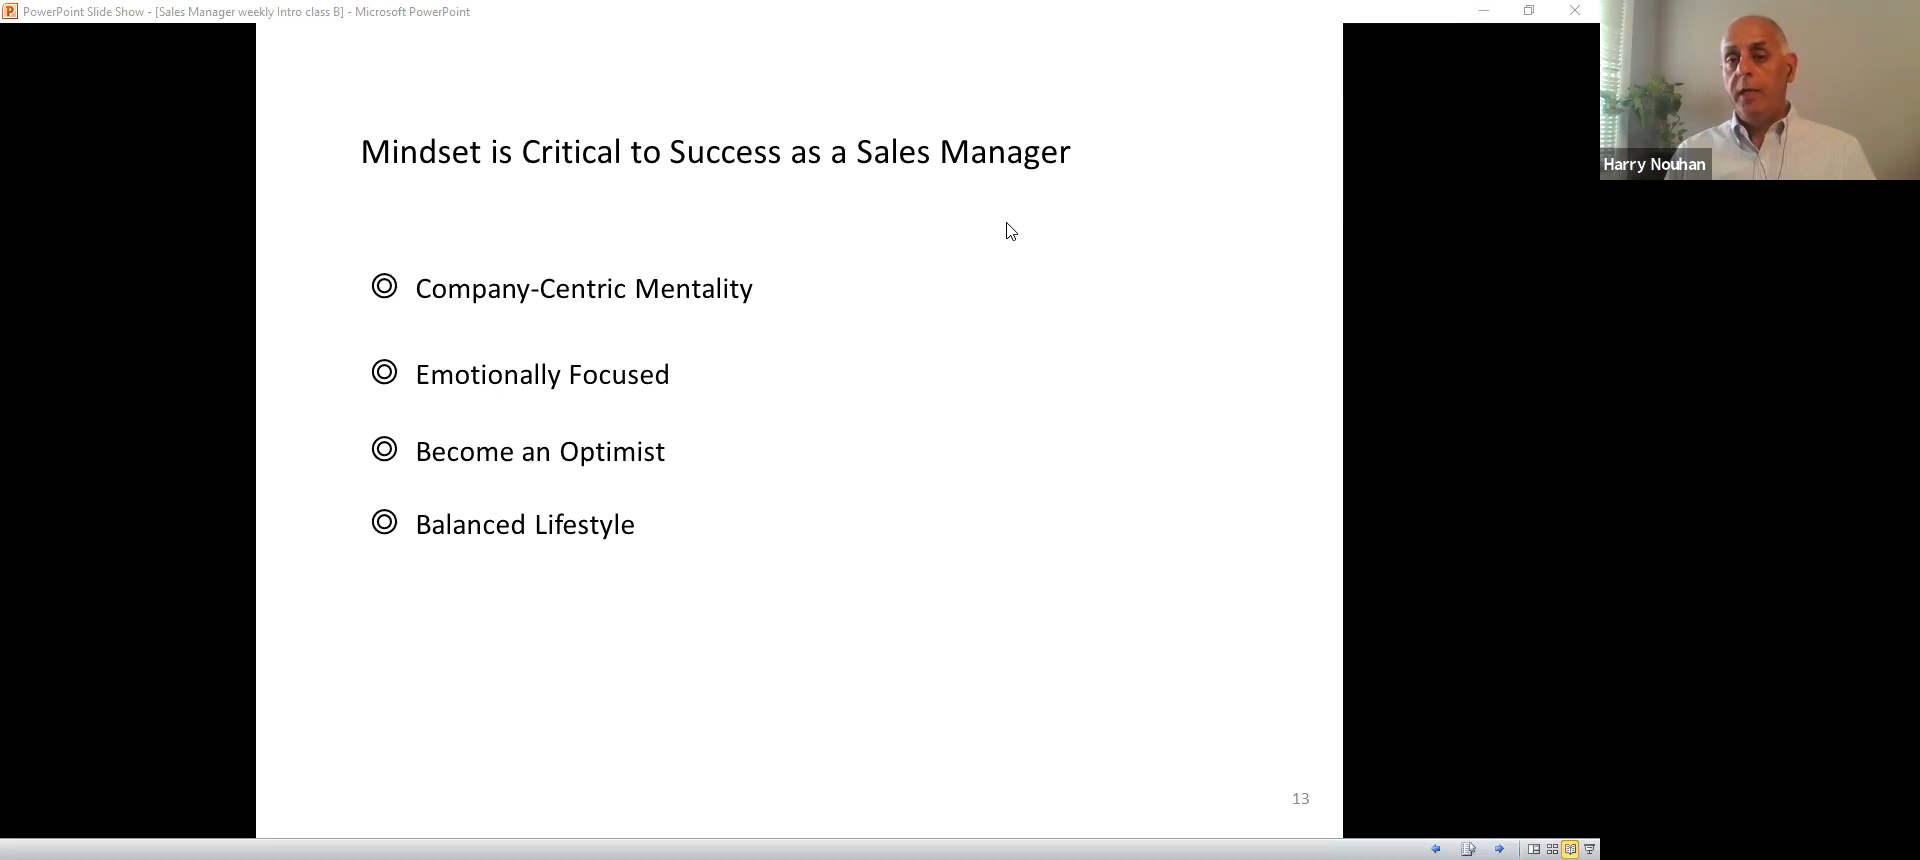 PowerPoint Slide Show - [Sales Manager weekly Intro class B] - Microsoft PowerPoint
Mindset is Critical to Success as a Sales Manager
Company-Centric Mentality
Emotionally Focused
Become an Optimist
Balanced Lifestyle
13
Harry Nouhan